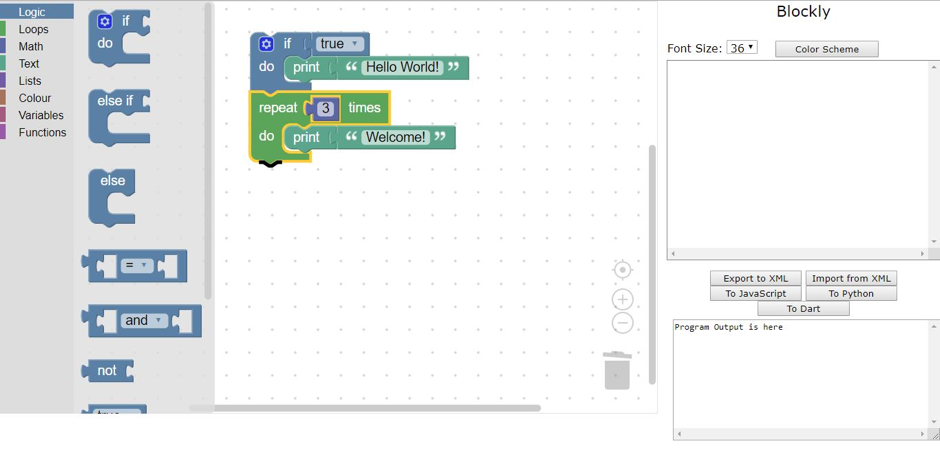 Logic
Loops
Math
Text
Lists
Colour
Variables
Functions
if
do
else if
else
=
and
not
if true
do print “ Hello World! ”
repeat 3 times
do print “ Welcome! ”
Blockly
Font Size: 36 Color Scheme
Export to XML Import from XML
To JavaScript To Python
To Dart
Program Output is here